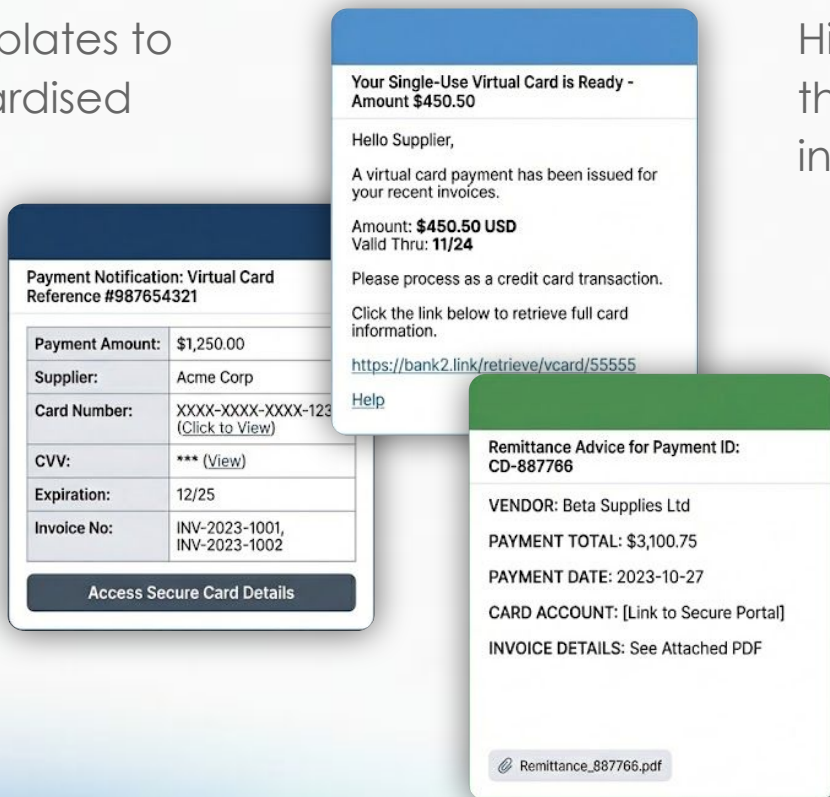 plates to
ardised
Hi
th
in
Your Single-Use Virtual Card is Ready -
Amount $450.50
Hello Supplier,
A virtual card payment has been issued for
your recent invoices.
Amount: $450.50 USD
Valid Thru: 11/24
Please process as a credit card transaction.
Click the link below to retrieve full card
information.
https://bank2.link/retrieve/vcard/55555
Help
Payment Notification: Virtual Card
Reference #987654321
Payment Amount: $1,250.00
Supplier: Acme Corp
Card Number: XXXX-XXXX-XXXX-123
(Click to View)
CVV: *** (View)
Expiration: 12/25
Invoice No: INV-2023-1001,
INV-2023-1002
Access Secure Card Details
Remittance Advice for Payment ID:
CD-887766
VENDOR: Beta Supplies Ltd
PAYMENT TOTAL: $3,100.75
PAYMENT DATE: 2023-10-27
CARD ACCOUNT: [Link to Secure Portal]
INVOICE DETAILS: See Attached PDF
Remittance_887766.pdf